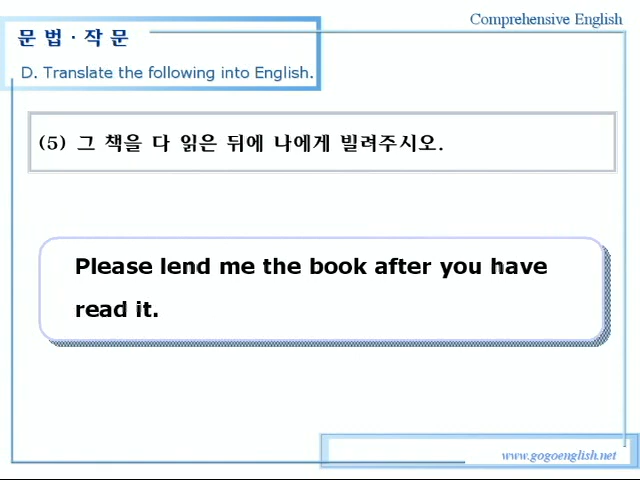 Comprehensive English
문 법 · 작 문
D. Translate the following into English.
(5) 그 책을 다 읽은 뒤에 나에게 빌려주시오.
Please lend me the book after you have
read it.
www.gogoenglish.net